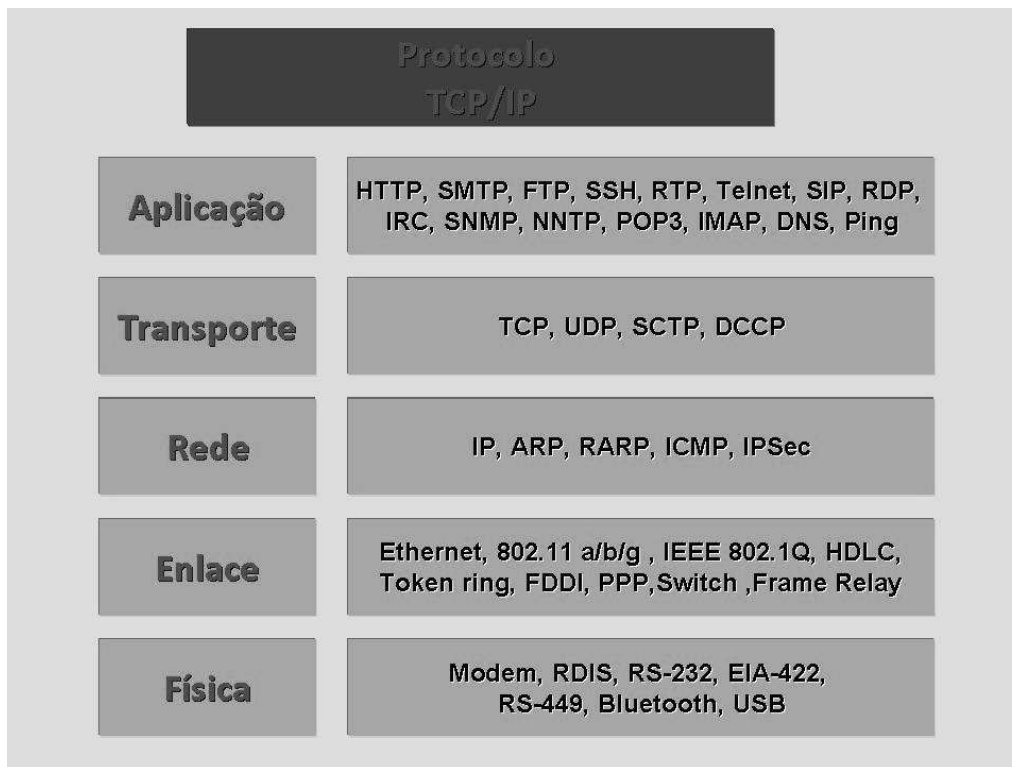 Protocolo
TCP/IP
Aplicação
HTTP, SMTP, FTP, SSH, RTP, Telnet, SIP, RDP,
IRC, SNMP, NNTP, POP3, IMAP, DNS, Ping
Transporte
TCP, UDP, SCTP, DCCP
Rede
IP, ARP, RARP, ICMP, IPSec
Enlace
Ethernet, 802.11 a/b/g , IEEE 802.1Q, HDLC,
Token ring, FDDI, PPP,Switch ,Frame Relay
Física
Modem, RDIS, RS-232, EIA-422,
RS-449, Bluetooth, USB